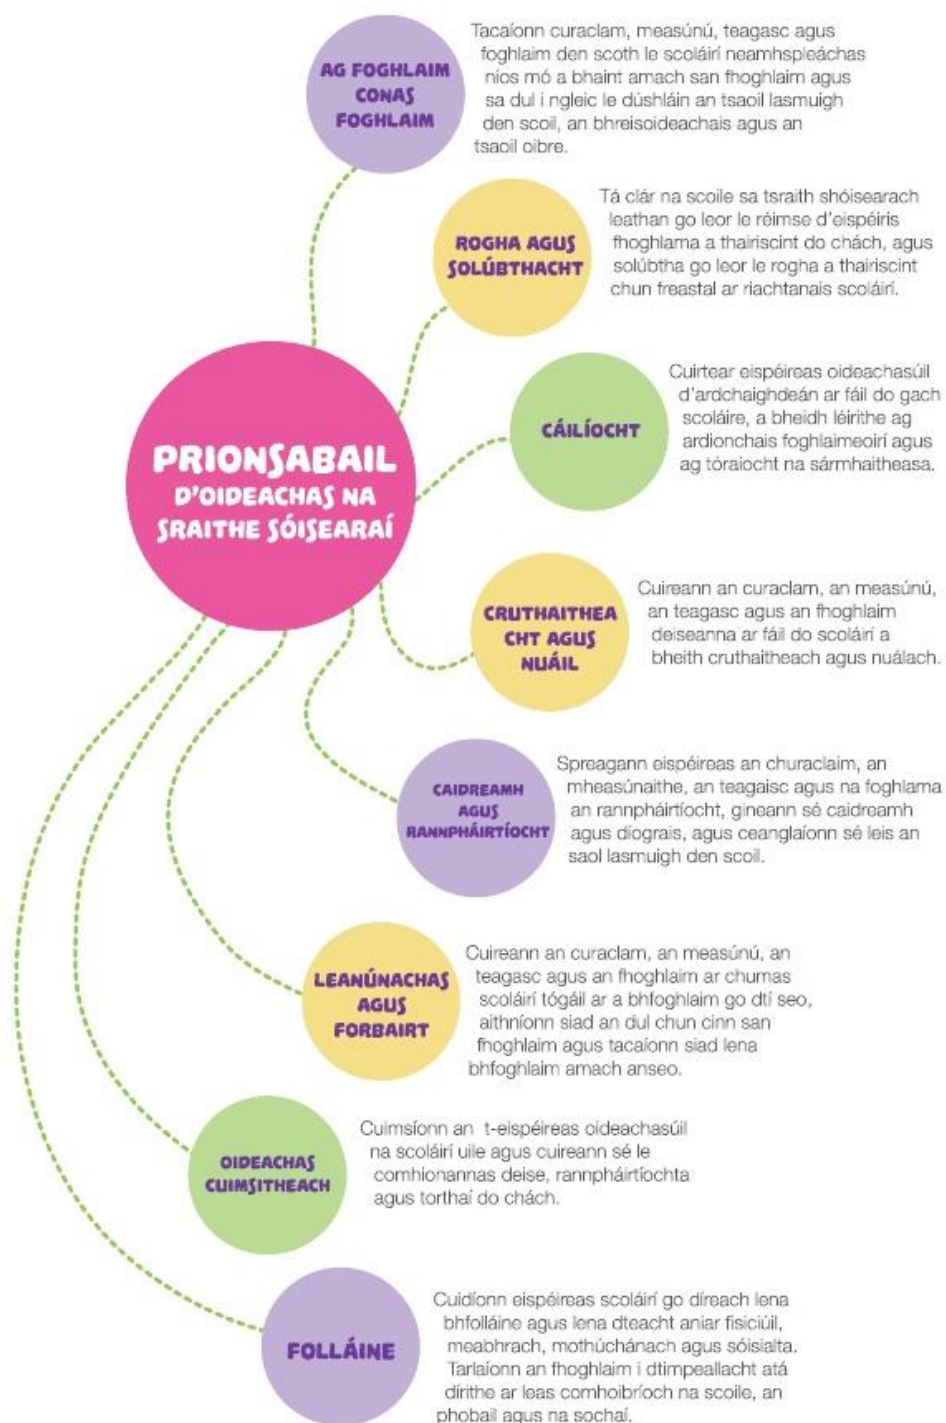 AG FOGHLAIM
CONAS
FOGHLAIM
Tacaíonn curaclam, measúnú, teagasc agus
foghlaim den scoth le scoláirí neamhspleáchas
níos mó a bhaint amach san fhoghlaim agus
sa dul i ngleic le dúshláin an tsaoil lasmuigh
den scoil, an bhreisoideachais agus an
tsaoil oibre.
ROGHA AGUS
SOLÚBTHACHT
Tá clár na scoile sa tsraith shóisearach
leathan go leor le réimse d'eispéiris
fhoghlama a thairiscint do chách, agus
solúbtha go leor le rogha a thairiscint
chun freastal ar riachtanais scoláirí.
PRIONSABAIL
D'OIDEACHAS NA
SRAITHE SÓISEARAÍ
CÁILÍOCHT
Cuirtear eispéireas oideachasúil
d'ardchaighdeán ar fáil do gach
scoláire, a bheidh léirithe ag
ardionchais foghlaimeoirí agus
ag tóraíocht na sármhaitheasa.
CRUTHAITHEA
CHT AGUS
NUÁIL
Cuireann an curaclam, an measúnú,
an teagasc agus an fhoghlaim
deiseanna ar fáil do scoláirí a
bheith cruthaitheach agus nuálach.
CAIDREAMH
AGUS
RANNPHÁIRTÍOCHT
Spreagann eispéireas an churaclaim, an
mheasúnaithe, an teagaisc agus na foghlama
an rannpháirtíocht, gineann sé caidreamh
agus díograis, agus ceanglaíonn sé leis an
saol lasmuigh den scoil.
LEANÚNACHAS
AGUS
FORBAIRT
Cuireann an curaclam, an measúnú, an
teagasc agus an fhoghlaim ar chumas
scoláirí tógáil ar a bhfoghlaim go dtí seo,
aithníonn siad an dul chun cinn san
fhoghlaim agus tacaíonn siad lena
bhfoghlaim amach anseo.
OIDEACHAS
CUIMSITHEACH
Cuimsíonn an t-eispéireas oideachasúil
na scoláirí uile agus cuireann sé le
comhionannas deise, rannpháirtíochta
agus torthaí do chách.
FOLLÁINE
Cuidíonn eispéireas scoláirí go díreach lena
bhfolláine agus lena dteacht aniar fisiciúil,
meabhrach, mothúchánach agus sóisialta.
Tarlaíonn an fhoghlaim i dtimpeallacht atá
dírithe ar leas comhoibríoch na scoile, an
phobail agus na sochaí.